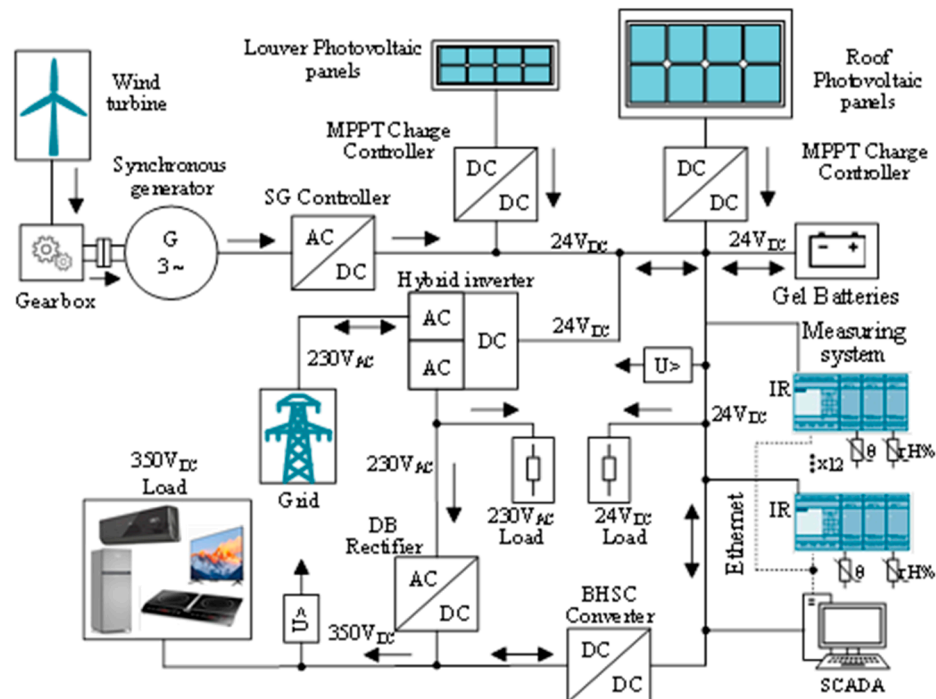 Wind
turbine
Louver Photovoltaic
panels
Roof
Photovoltaic
panels
MPPT Charge
Controller
MPPT Charge
Controller
Synchronous
generator
SG Controller
DC
DC
DC
DC
G
3~
AC
DC
24VDC
24VDC
Gearbox
Hybrid inverter
Gel Batteries
AC
AC
DC
24VDC
230VAC
Measuring
system
U>
IR
24VDC
θ
rH%
x12
350VDC
Load
230VAC
Grid
230VAC
Load
24VDC
Load
IR
Ethernet
DB
Rectifier
AC
DC
θ
rH%
U>
350VDC
BHSC
Converter
DC
DC
SCADA